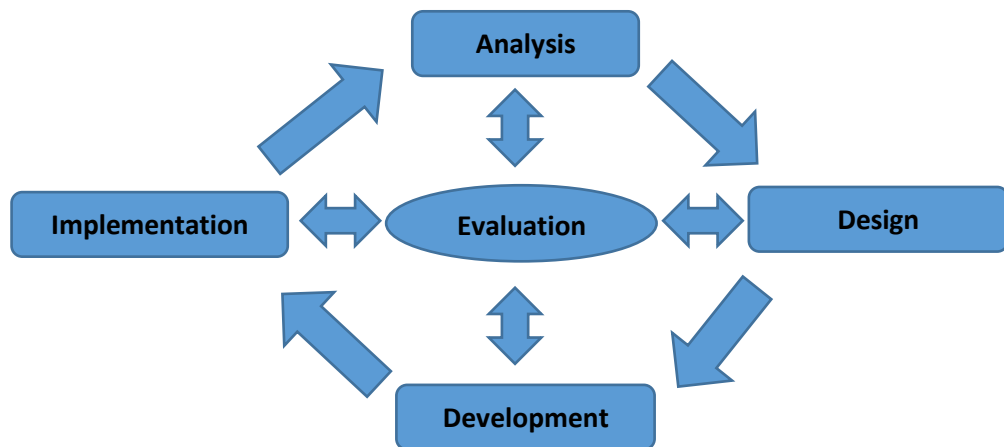 Analysis
Implementation
Evaluation
Design
Development